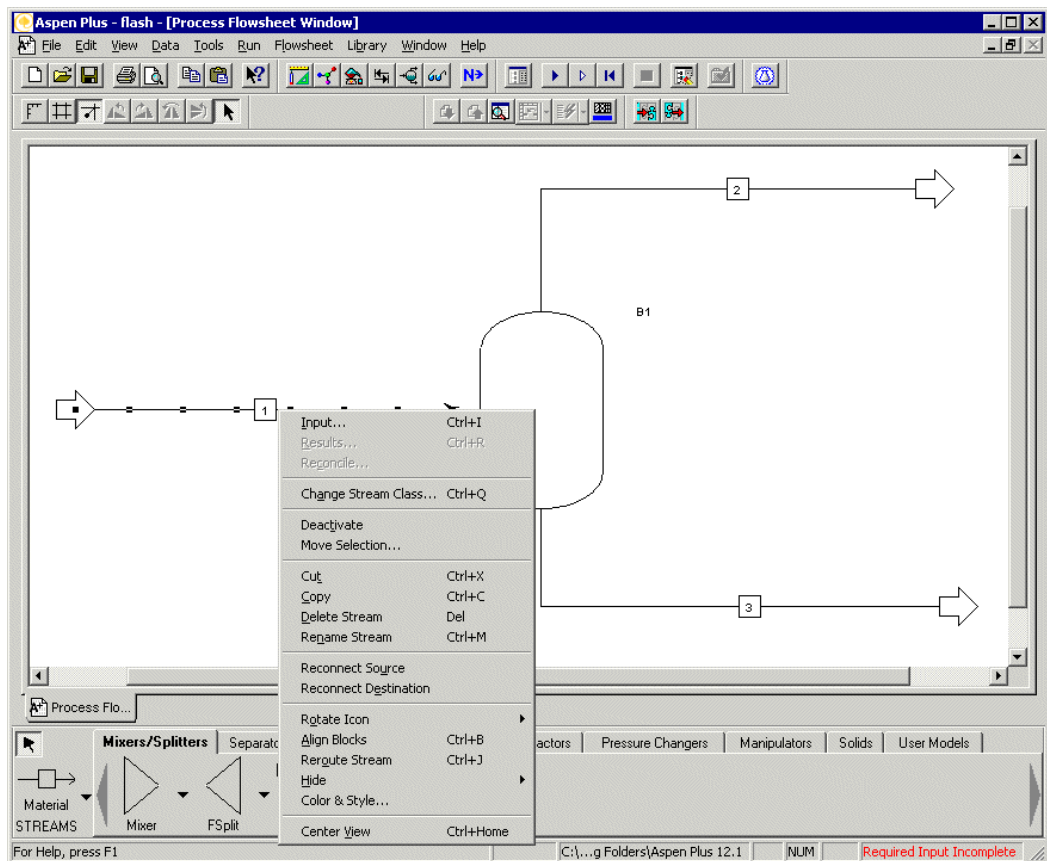 Aspen Plus - flash - [Process Flowsheet Window]
File Edit View Data Tools Run Flowsheet Library Window Help
N
2
B1
1
Input... Ctrl+I
Results... Ctrl+R
Reconcile...
Change Stream Class... Ctrl+Q
Deactivate
Move Selection...
Cut Ctrl+X
Copy Ctrl+C
Delete Stream Del
Rename Stream Ctrl+M
3
Reconnect Source
Reconnect Destination
Rotate Icon
Align Blocks Ctrl+B
Reroute Stream Ctrl+J
Hide
Color & Style...
Center View Ctrl+Home
Process Flo...
Mixers/Splitters Separato actors Pressure Changers Manipulators Solids User Models
Material
STREAMS Mixer FSplit
For Help, press F1 C:\...g Folders\Aspen Plus 12.1 NUM Required Input Incomplete